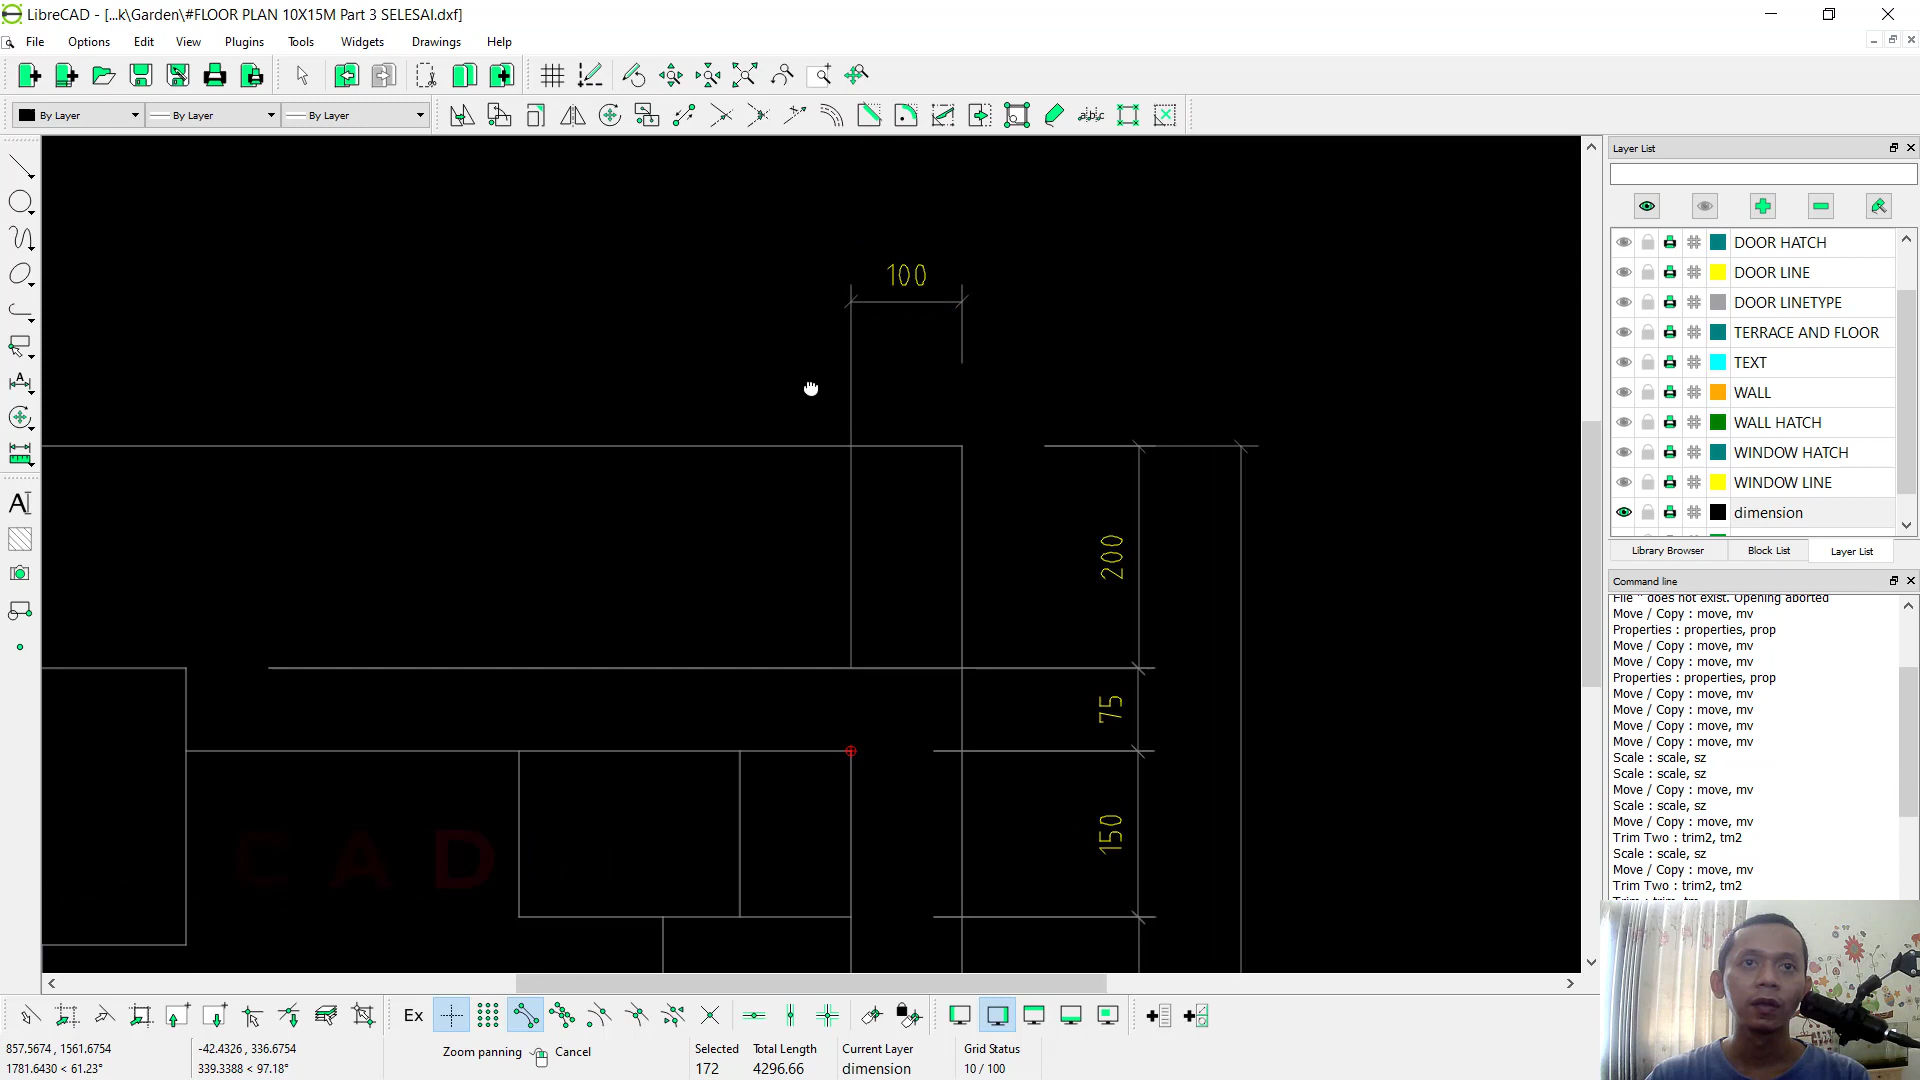 LibreCAD - [...k\Garden\#FLOOR PLAN 10X15M Part 3 SELESAI.dxf]
File Options Edit View Plugins Tools Widgets Drawings Help
By Layer By Layer By Layer
Layer List
DOOR HATCH
DOOR LINE
DOOR LINETYPE
TERRACE AND FLOOR
TEXT
WALL
WALL HATCH
WINDOW HATCH
WINDOW LINE
dimension
Library Browser Block List Layer List
Command line
File '' does not exist. Opening aborted
Move / Copy : move, mv
Properties : properties, prop
Move / Copy : move, mv
Move / Copy : move, mv
Properties : properties, prop
Move / Copy : move, mv
Move / Copy : move, mv
Move / Copy : move, mv
Move / Copy : move, mv
Scale : scale, sz
Scale : scale, sz
Move / Copy : move, mv
Scale : scale, sz
Move / Copy : move, mv
Trim Two : trim2, tm2
Scale : scale, sz
Move / Copy : move, mv
Trim Two : trim2, tm2
100
200
75
150
CAD
Ex
857.5674 , 1561.6754
1781.6430 < 61.23°
-42.4326 , 336.6754
339.3388 < 97.18°
Zoom panning Cancel
Selected
172
Total Length
4296.66
Current Layer
dimension
Grid Status
10 / 100